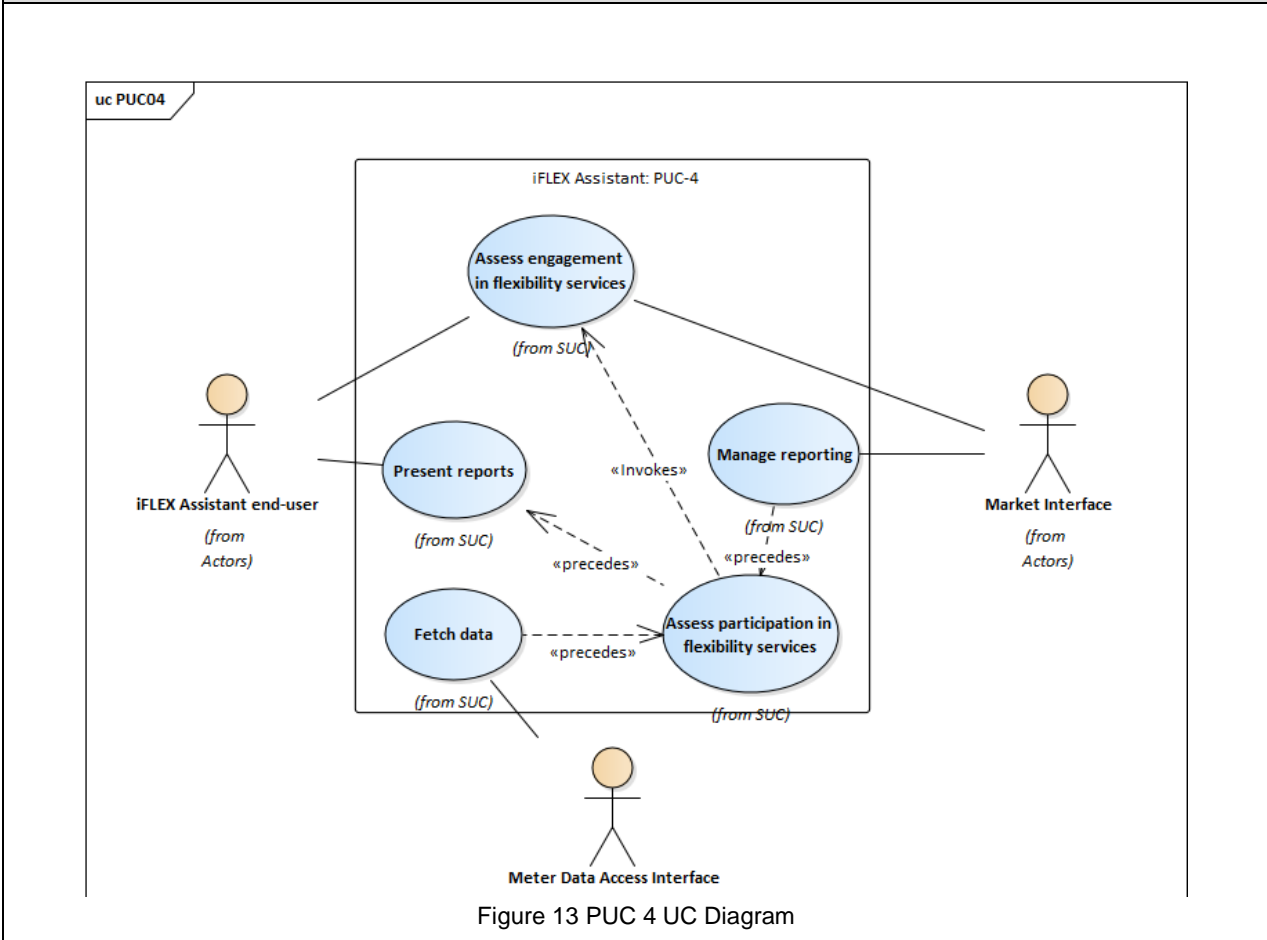 uc PUC04
iFLEX Assistant: PUC-4
Assess engagement
in flexibility services
(from SUC)
«Invokes»
Manage reporting
(from SUC)
«precedes»
Present reports
(from SUC)
«precedes»
iFLEX Assistant end-user
(from
Actors)
Market Interface
(from
Actors)
Fetch data
(from SUC)
«precedes»
Assess participation in
flexibility services
(from SUC)
Meter Data Access Interface
Figure 13 PUC 4 UC Diagram